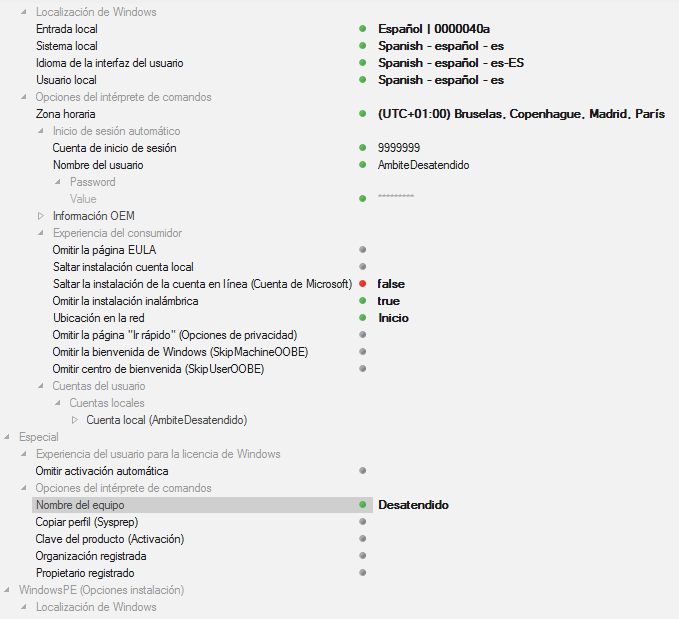 Localización de Windows
Entrada local Español | 0000040a
Sistema local Spanish - español - es
Idioma de la interfaz del usuario Spanish - español - es-ES
Usuario local Spanish - español - es
Opciones del intérprete de comandos
Zona horaria (UTC+01:00) Bruselas, Copenhague, Madrid, París
Inicio de sesión automático
Cuenta de inicio de sesión 9999999
Nombre del usuario AmbiteDesatendido
Password
Value *********
Información OEM
Experiencia del consumidor
Omitir la página EULA
Saltar instalación cuenta local
Saltar la instalación de la cuenta en línea (Cuenta de Microsoft) false
Omitir la instalación inalámbrica true
Ubicación en la red Inicio
Omitir la página "Ir rápido" (Opciones de privacidad)
Omitir la bienvenida de Windows (SkipMachineOOBE)
Omitir centro de bienvenida (SkipUserOOBE)
Cuentas del usuario
Cuentas locales
Cuenta local (AmbiteDesatendido)
Especial
Experiencia del usuario para la licencia de Windows
Omitir activación automática
Opciones del intérprete de comandos
Nombre del equipo Desatendido
Copiar perfil (Sysprep)
Clave del producto (Activación)
Organización registrada
Propietario registrado
WindowsPE (Opciones instalación)
Localización de Windows